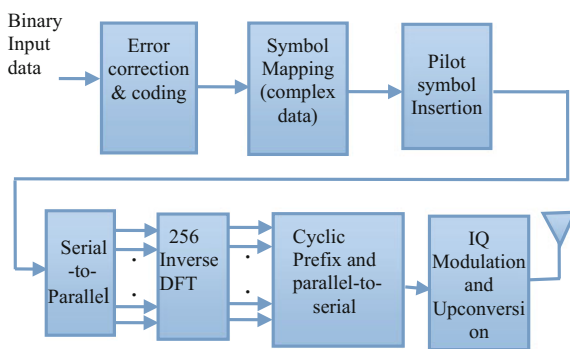 Binary
Input
data
Error
correction
& coding
Symbol
Mapping
(complex
data)
Pilot
symbol
Insertion
Serial
-to-
Parallel
256
Inverse
DFT
Cyclic
Prefix and
parallel-to-
serial
IQ
Modulation
and
Upconversi
on